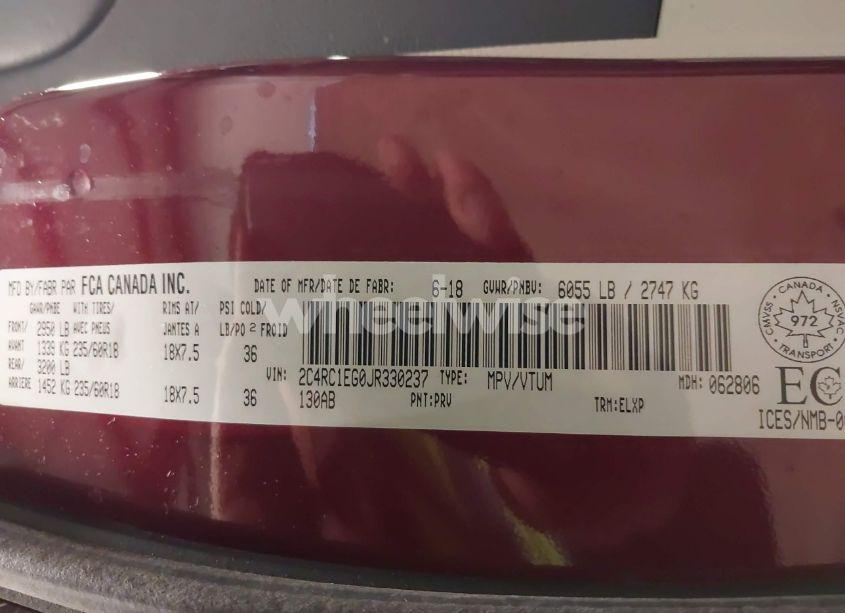 MFD BY/FABR PAR FCA CANADA INC. DATE OF MFR/DATE DE FABR: 6-18 GVWR/PNBV: 6055 LB / 2747 KG
GAWR/PNBE WITH TIRES/ RIMS AT/ PSI COLD/
FRONT/ 2950 LB AVEC PNEUS JANTES A LB/PO 2 FROID
AVANT 1336 KG 235/60R18 18X7.5 36
REAR/ 3200 LB
ARRIERE 1452 KG 235/60R18 18X7.5 36
VIN: 2C4RC1EG0JR330237 TYPE: MPV/VTUM MDH: 062806
130AB PNT:PRV TRM:ELXP
CANADA
CMVSS
NSVAC
972
TRANSPORT
EC
ICES/NMB-00
wheelwise